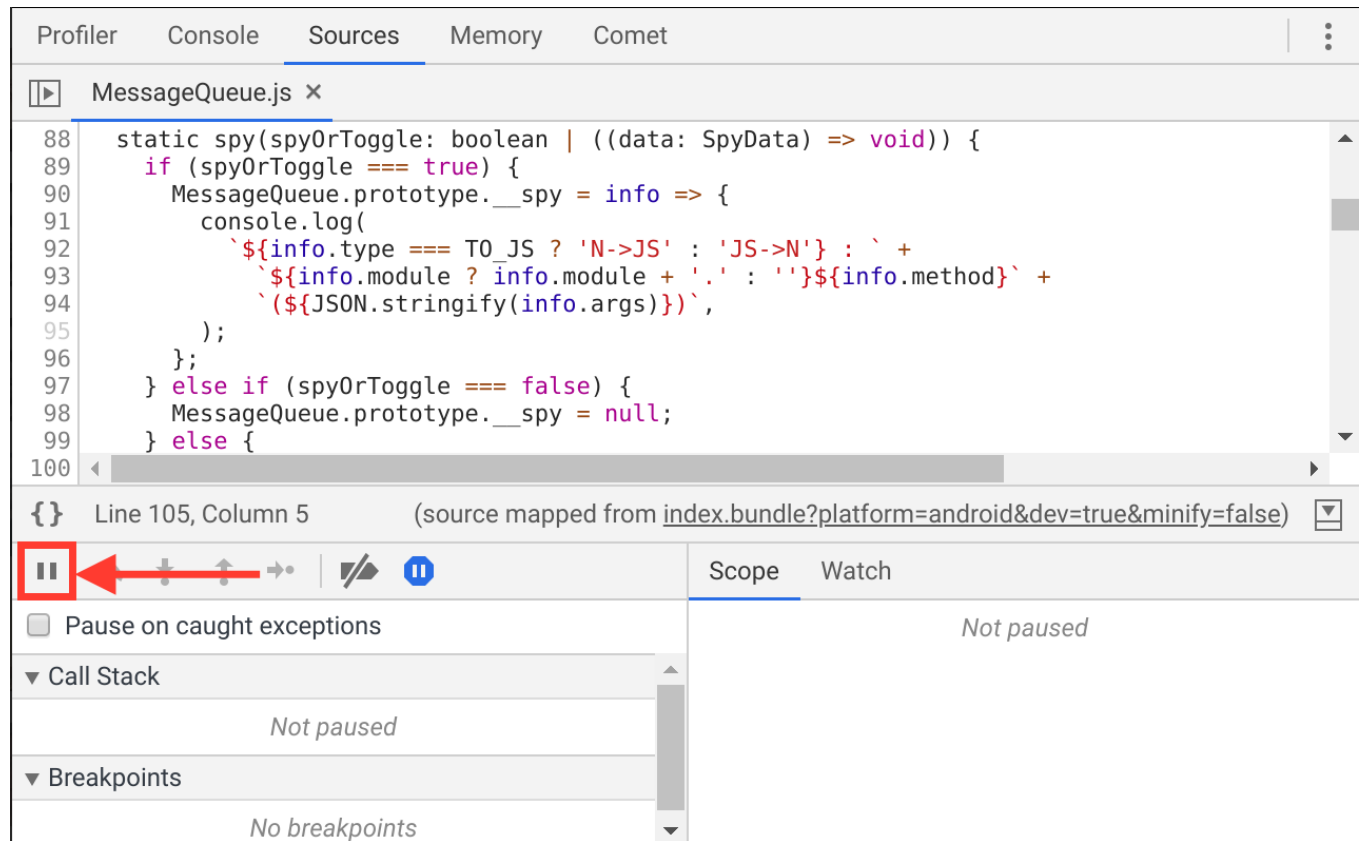 Profiler Console Sources Memory Comet
MessageQueue.js ×
88 static spy(spyOrToggle: boolean | ((data: SpyData) => void)) {
89 if (spyOrToggle === true) {
90 MessageQueue.prototype.__spy = info => {
91 console.log(
92 `${info.type === TO_JS ? 'N->JS' : 'JS->N'} : ` +
93 `${info.module ? info.module + '.' : ''}${info.method}` +
94 `(${JSON.stringify(info.args)})`,
95 );
96 };
97 } else if (spyOrToggle === false) {
98 MessageQueue.prototype.__spy = null;
99 } else {
100
{} Line 105, Column 5 (source mapped from index.bundle?platform=android&dev=true&minify=false)
Scope Watch
Pause on caught exceptions
Not paused
Call Stack
Not paused
Breakpoints
No breakpoints